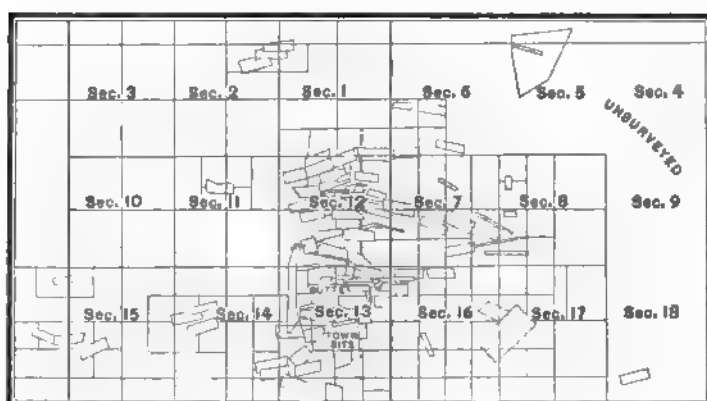 Sec. 3 Sec. 2 Sec. 1 Sec. 6 Sec. 5 Sec. 4
UNSURVEYED
Sec. 10 Sec. 11 Sec. 12 Sec. 7 Sec. 8 Sec. 9
BUTTE
Sec. 15 Sec. 14 Sec. 13 Sec. 16 Sec. 17 Sec. 18
TOWN
SITE